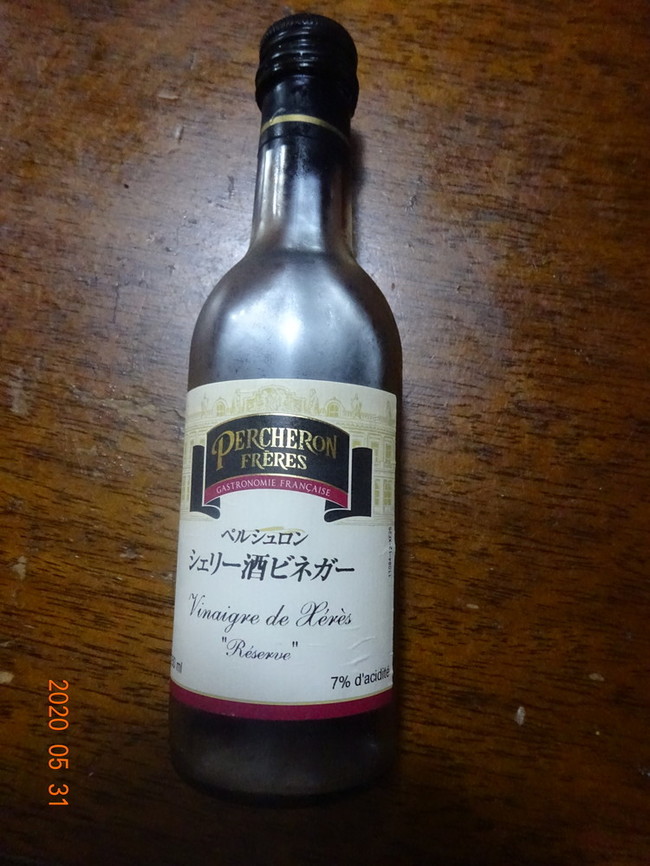 PERCHERON
FRÈRES
GASTRONOMIE FRANÇAISE
ペルシュロン
シェリー酒ビネガー
Vinaigre de Xérès
"Réserve"
ml
7% d'acidité
2020 05 31